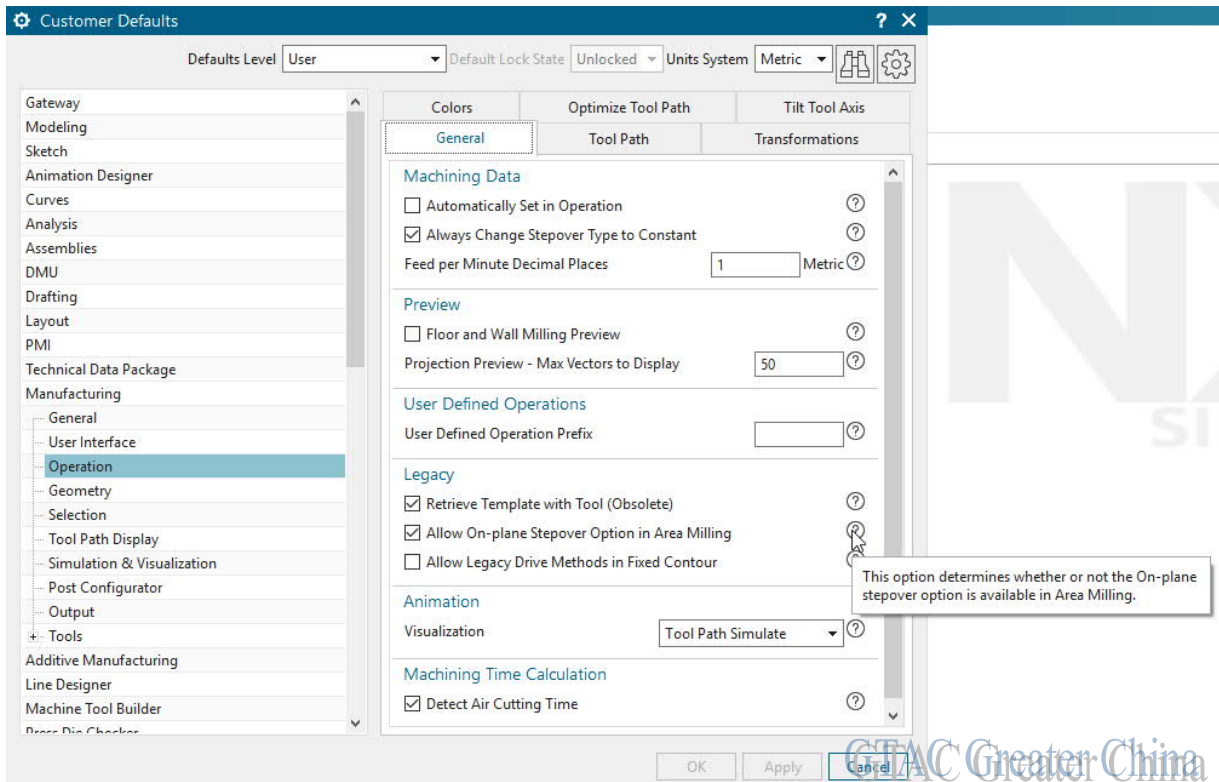 Customer Defaults
? ×
Defaults Level User Default Lock State Unlocked Units System Metric
Gateway
Modeling
Sketch
Animation Designer
Curves
Analysis
Assemblies
DMU
Drafting
Layout
PMI
Technical Data Package
Manufacturing
General
User Interface
Operation
Geometry
Selection
Tool Path Display
Simulation & Visualization
Post Configurator
Output
Tools
Additive Manufacturing
Line Designer
Machine Tool Builder
Press Die Checker
Colors Optimize Tool Path Tilt Tool Axis
General Tool Path Transformations
Machining Data
Automatically Set in Operation
Always Change Stepover Type to Constant
Feed per Minute Decimal Places 1 Metric
Preview
Floor and Wall Milling Preview
Projection Preview - Max Vectors to Display 50
User Defined Operations
User Defined Operation Prefix
Legacy
Retrieve Template with Tool (Obsolete)
Allow On-plane Stepover Option in Area Milling
Allow Legacy Drive Methods in Fixed Contour
This option determines whether or not the On-plane
stepover option is available in Area Milling.
Animation
Visualization Tool Path Simulate
Machining Time Calculation
Detect Air Cutting Time
OK Apply Cancel
NX
SI
GTAC Greater China